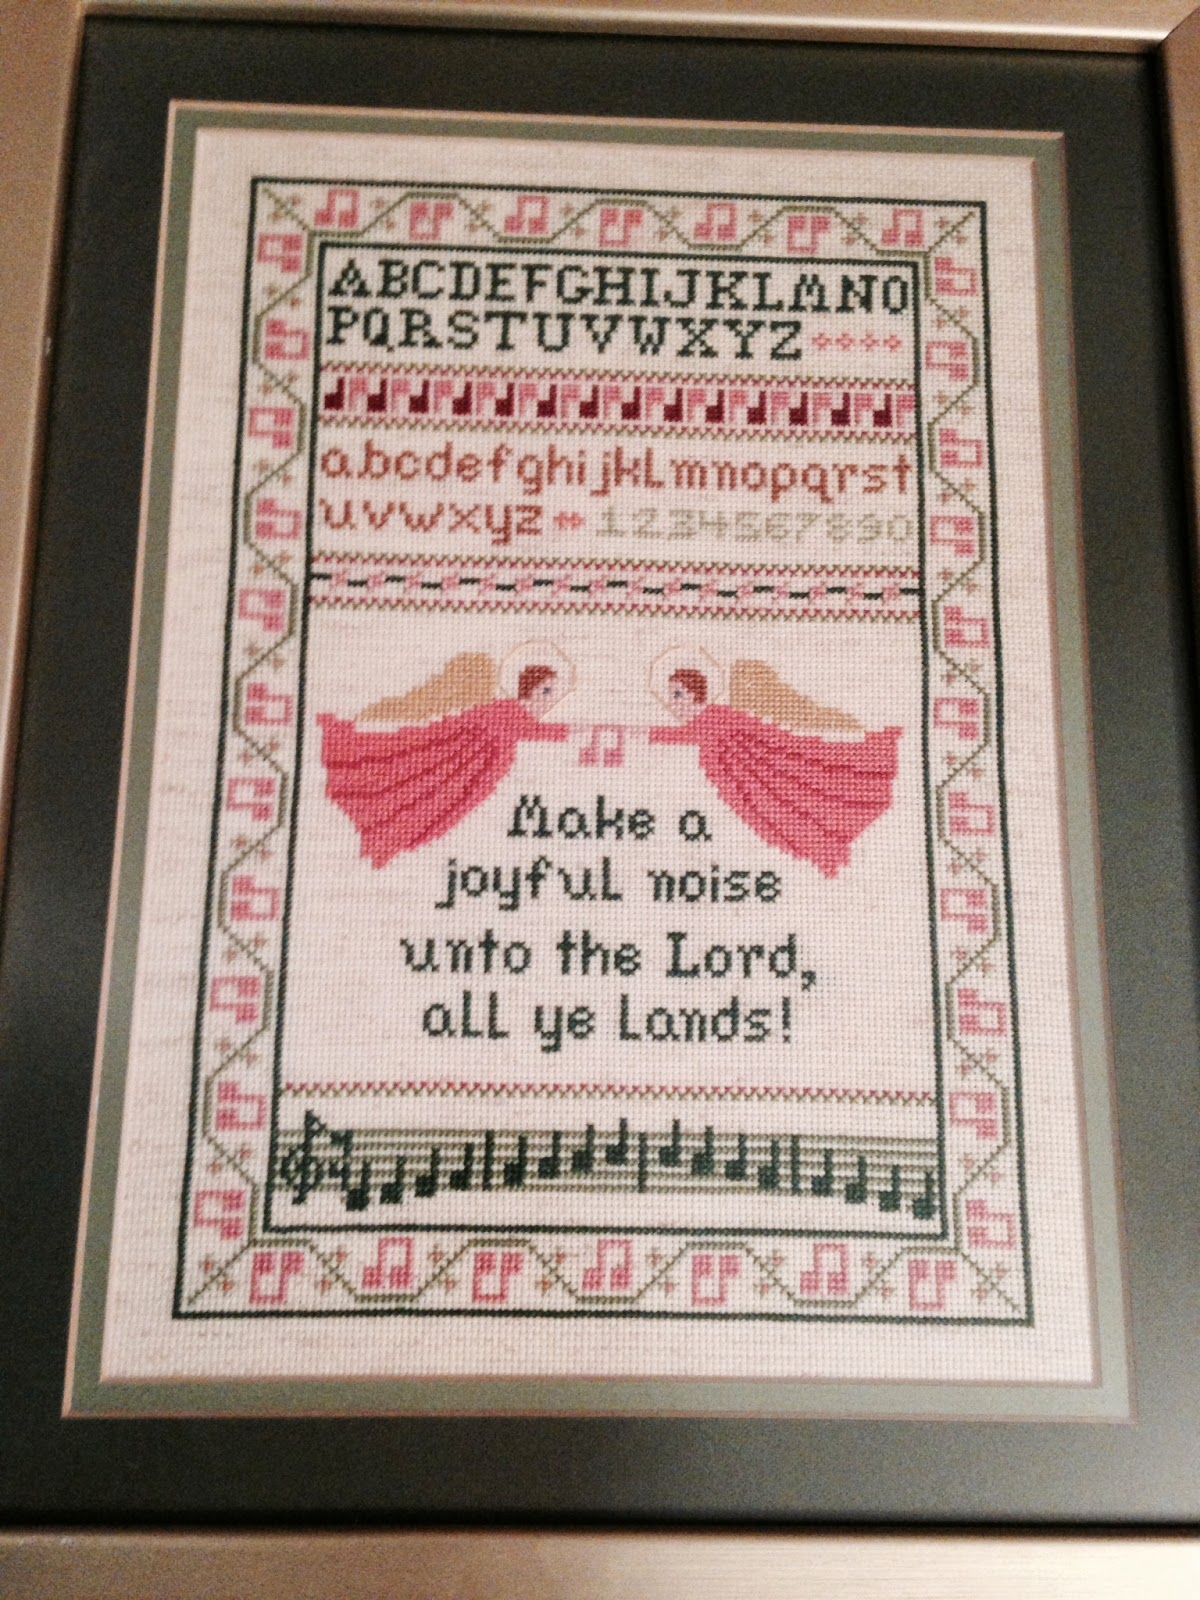 ABCDEFGHIJKLMNO
PQRSTUVWXYZ
abcdefghijklmnopqrst
uvwxyz 1234567890
Make a
joyful noise
unto the Lord,
all ye lands!